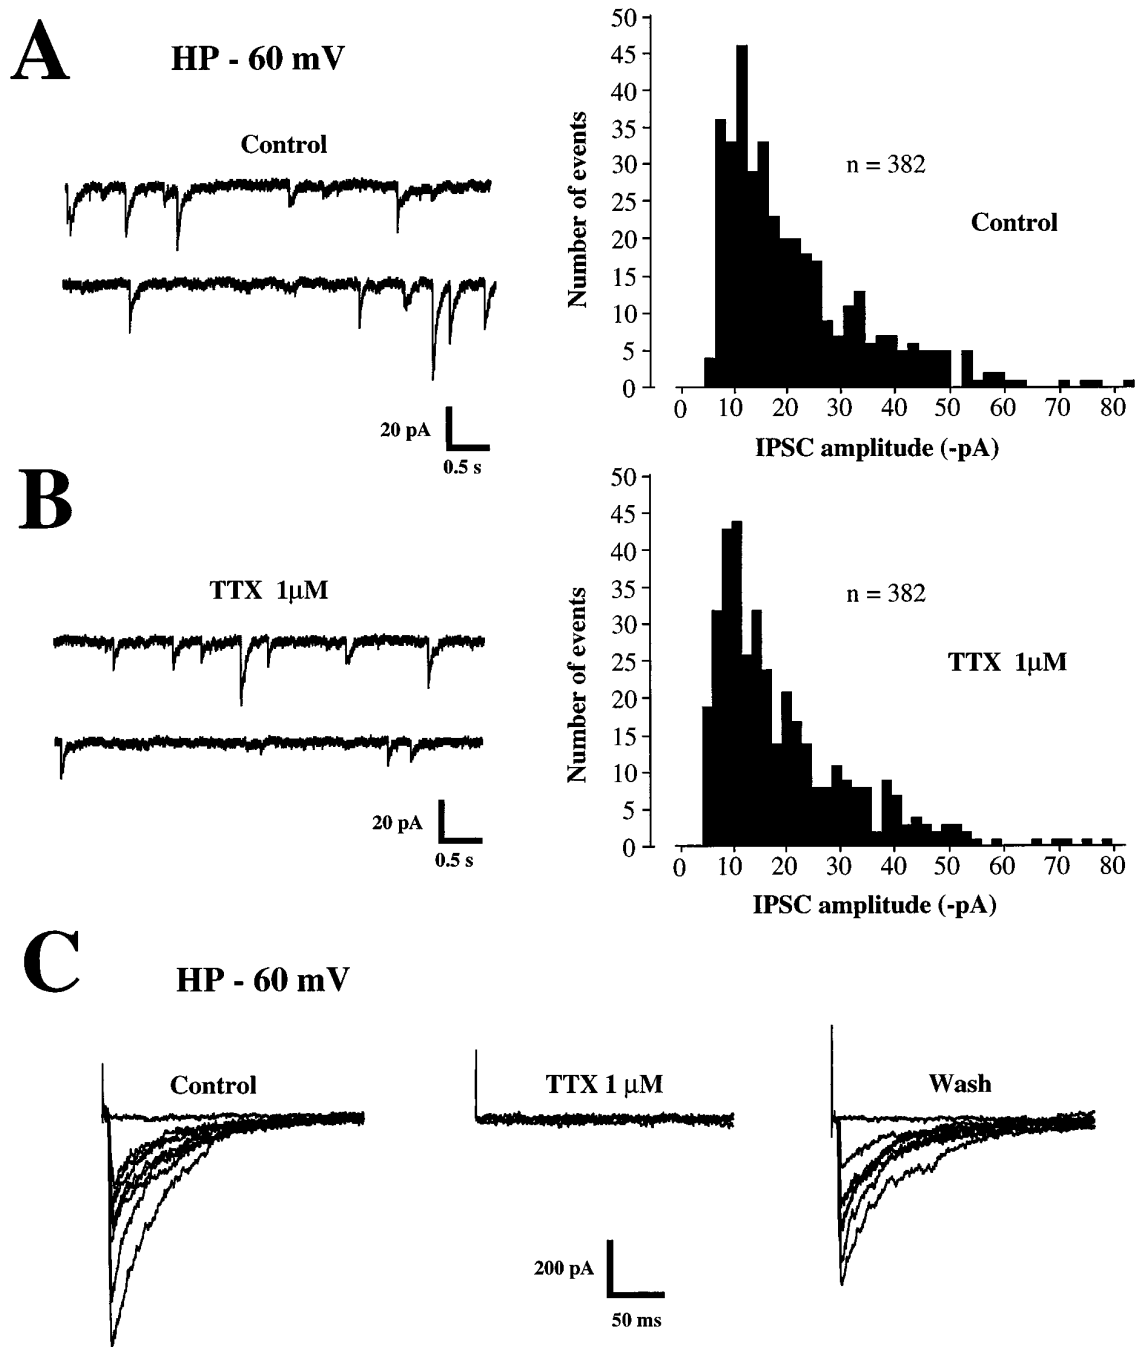 A
HP - 60 mV
Control
20 pA
0.5 s
50
45
40
35
30
25
20
15
10
5
0
Number of events
n = 382
Control
0 10 20 30 40 50 60 70 80
IPSC amplitude (-pA)
B
TTX 1μM
20 pA
0.5 s
50
45
40
35
30
25
20
15
10
5
0
Number of events
n = 382
TTX 1μM
0 10 20 30 40 50 60 70 80
IPSC amplitude (-pA)
C
HP - 60 mV
Control
TTX 1 μM
Wash
200 pA
50 ms